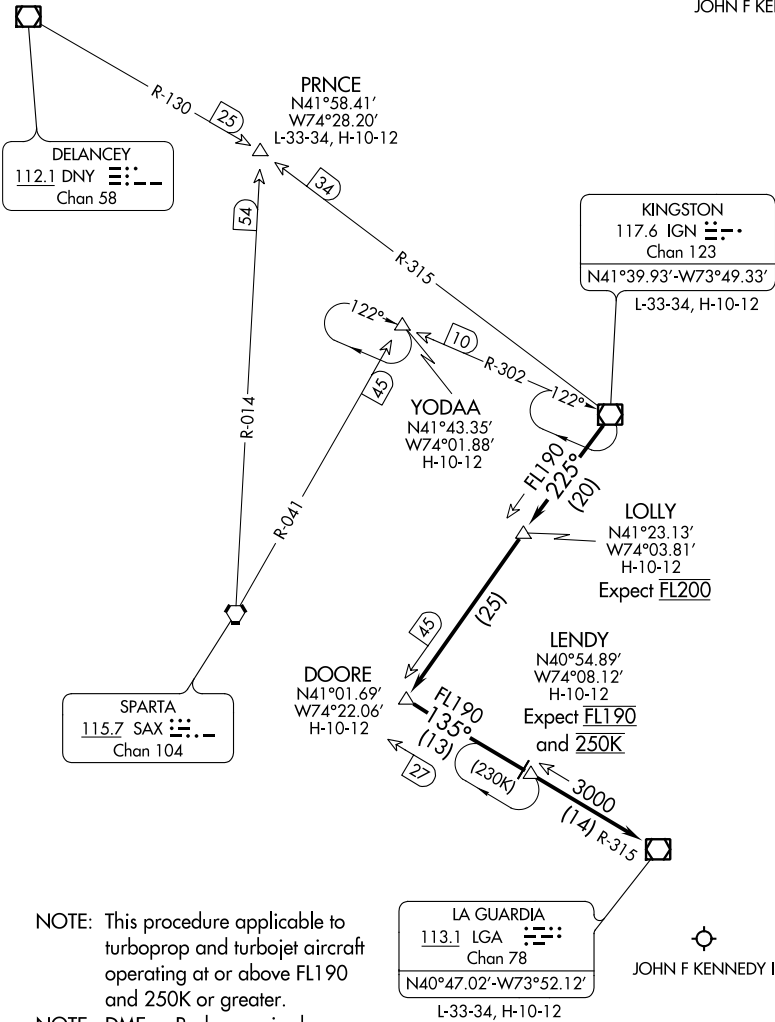 JOHN F KE
R-130
25
PRNCE
N41°58.41'
W74°28.20'
L-33-34, H-10-12
DELANCEY
112.1 DNY
Chan 58
54
34
R-315
KINGSTON
117.6 IGN
Chan 123
N41°39.93'-W73°49.33'
L-33-34, H-10-12
122°
10
R-302
122°
45
YODAA
N41°43.35'
W74°01.88'
H-10-12
R-014
R-041
FL190
225°
(20)
LOLLY
N41°23.13'
W74°03.81'
H-10-12
Expect FL200
(25)
45
SPARTA
115.7 SAX
Chan 104
DOORE
N41°01.69'
W74°22.06'
H-10-12
LENDY
N40°54.89'
W74°08.12'
H-10-12
Expect FL190
and 250K
FL190
135°
(13)
27
(230K)
3000
(14) R-315
LA GUARDIA
113.1 LGA
Chan 78
N40°47.02'-W73°52.12'
L-33-34, H-10-12
JOHN F KENNEDY I
NOTE: This procedure applicable to
turboprop and turbojet aircraft
operating at or above FL190
and 250K or greater.